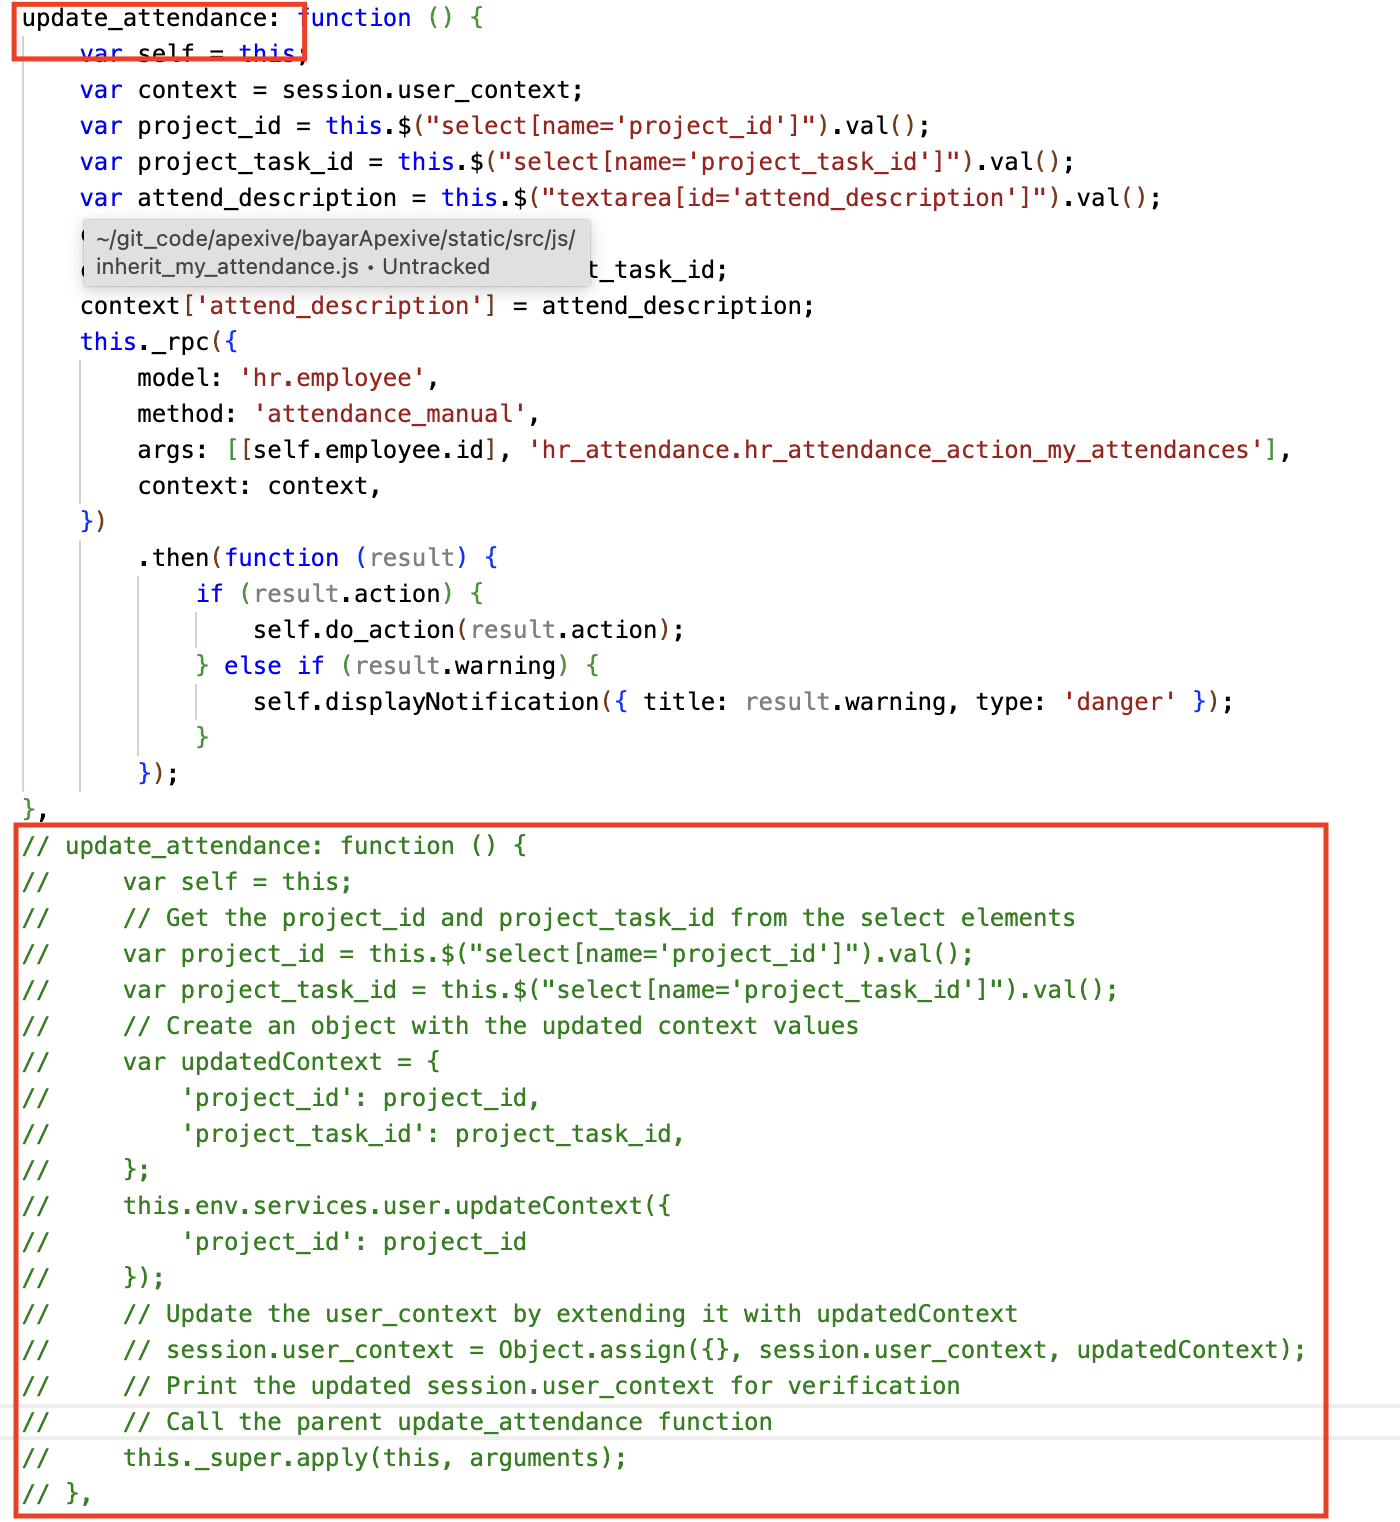 update_attendance: function () {
var self = this;
var context = session.user_context;
var project_id = this.$("select[name='project_id']").val();
var project_task_id = this.$("select[name='project_task_id']").val();
var attend_description = this.$("textarea[id='attend_description']").val();
~/git_code/apexive/bayarApexive/static/src/js/
inherit_my_attendance.js • Untracked
t_task_id;
context['attend_description'] = attend_description;
this._rpc({
model: 'hr.employee',
method: 'attendance_manual',
args: [[self.employee.id], 'hr_attendance.hr_attendance_action_my_attendances'],
context: context,
})
.then(function (result) {
if (result.action) {
self.do_action(result.action);
} else if (result.warning) {
self.displayNotification({ title: result.warning, type: 'danger' });
}
});
},
// update_attendance: function () {
//     var self = this;
//     // Get the project_id and project_task_id from the select elements
//     var project_id = this.$("select[name='project_id']").val();
//     var project_task_id = this.$("select[name='project_task_id']").val();
//     // Create an object with the updated context values
//     var updatedContext = {
//         'project_id': project_id,
//         'project_task_id': project_task_id,
//     };
//     this.env.services.user.updateContext({
//         'project_id': project_id
//     });
//     // Update the user_context by extending it with updatedContext
//     // session.user_context = Object.assign({}, session.user_context, updatedContext);
//     // Print the updated session.user_context for verification
//     // Call the parent update_attendance function
//     this._super.apply(this, arguments);
// },